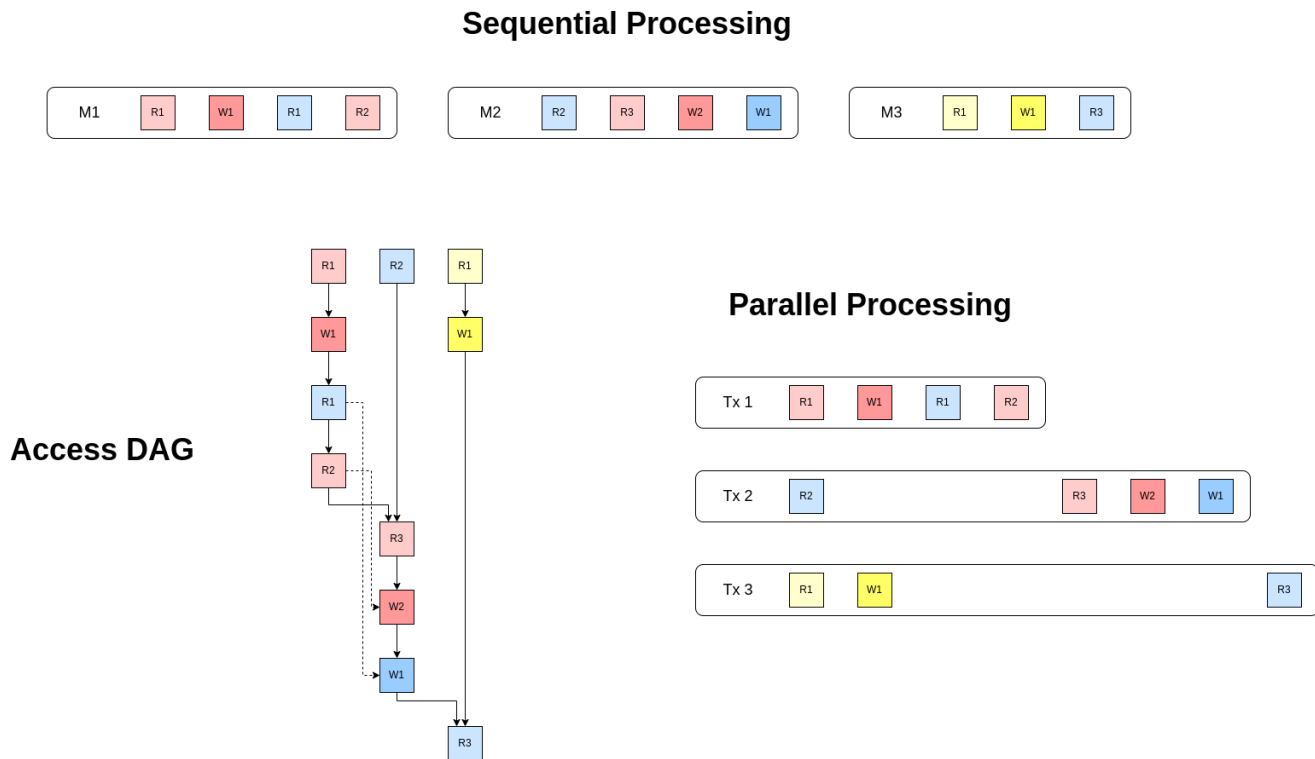 Sequential Processing
M1 R1 W1 R1 R2
M2 R2 R3 W2 W1
M3 R1 W1 R3
Access DAG
R1 R2 R1
W1 W1
R1
R2
R3
W2
W1
R3
Parallel Processing
Tx 1 R1 W1 R1 R2
Tx 2 R2 R3 W2 W1
Tx 3 R1 W1 R3